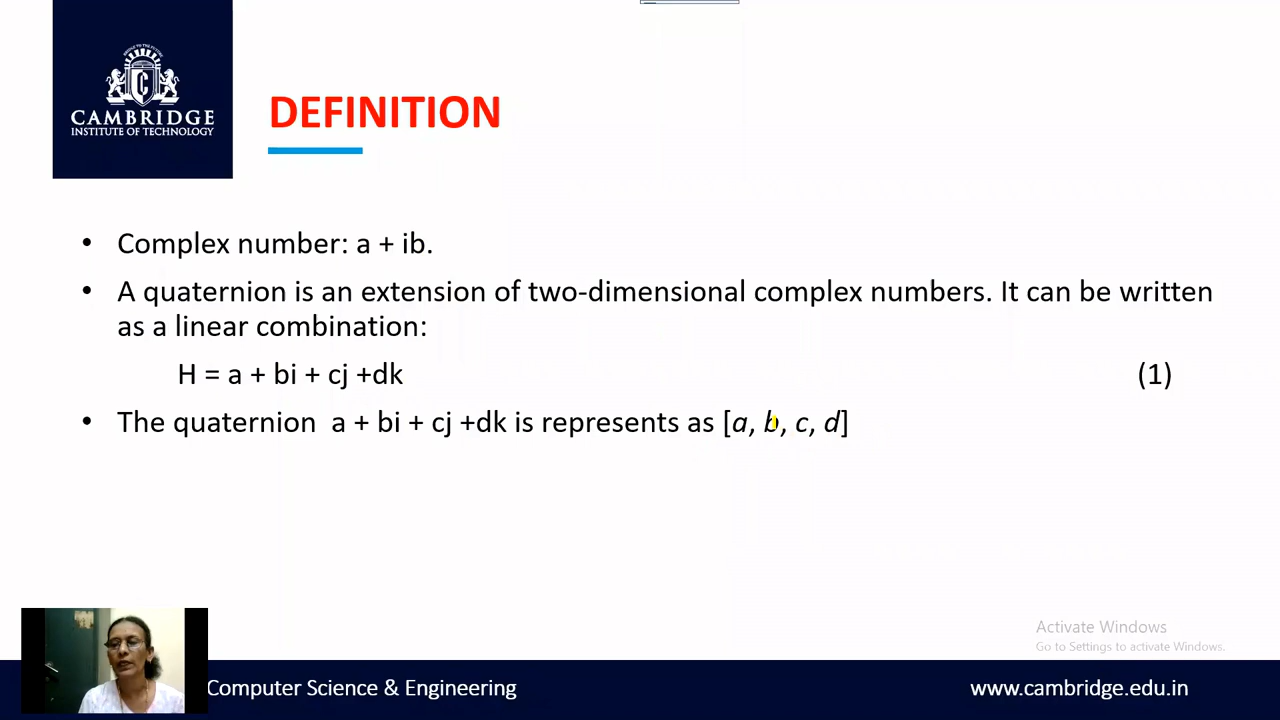 CAMBRIDGE
INSTITUTE OF TECHNOLOGY
DEFINITION
• Complex number: a + ib.
• A quaternion is an extension of two-dimensional complex numbers. It can be written
as a linear combination:
H = a + bi + cj +dk (1)
• The quaternion a + bi + cj +dk is represents as [a, b, c, d]
Activate Windows
Go to Settings to activate Windows.
Computer Science & Engineering
www.cambridge.edu.in